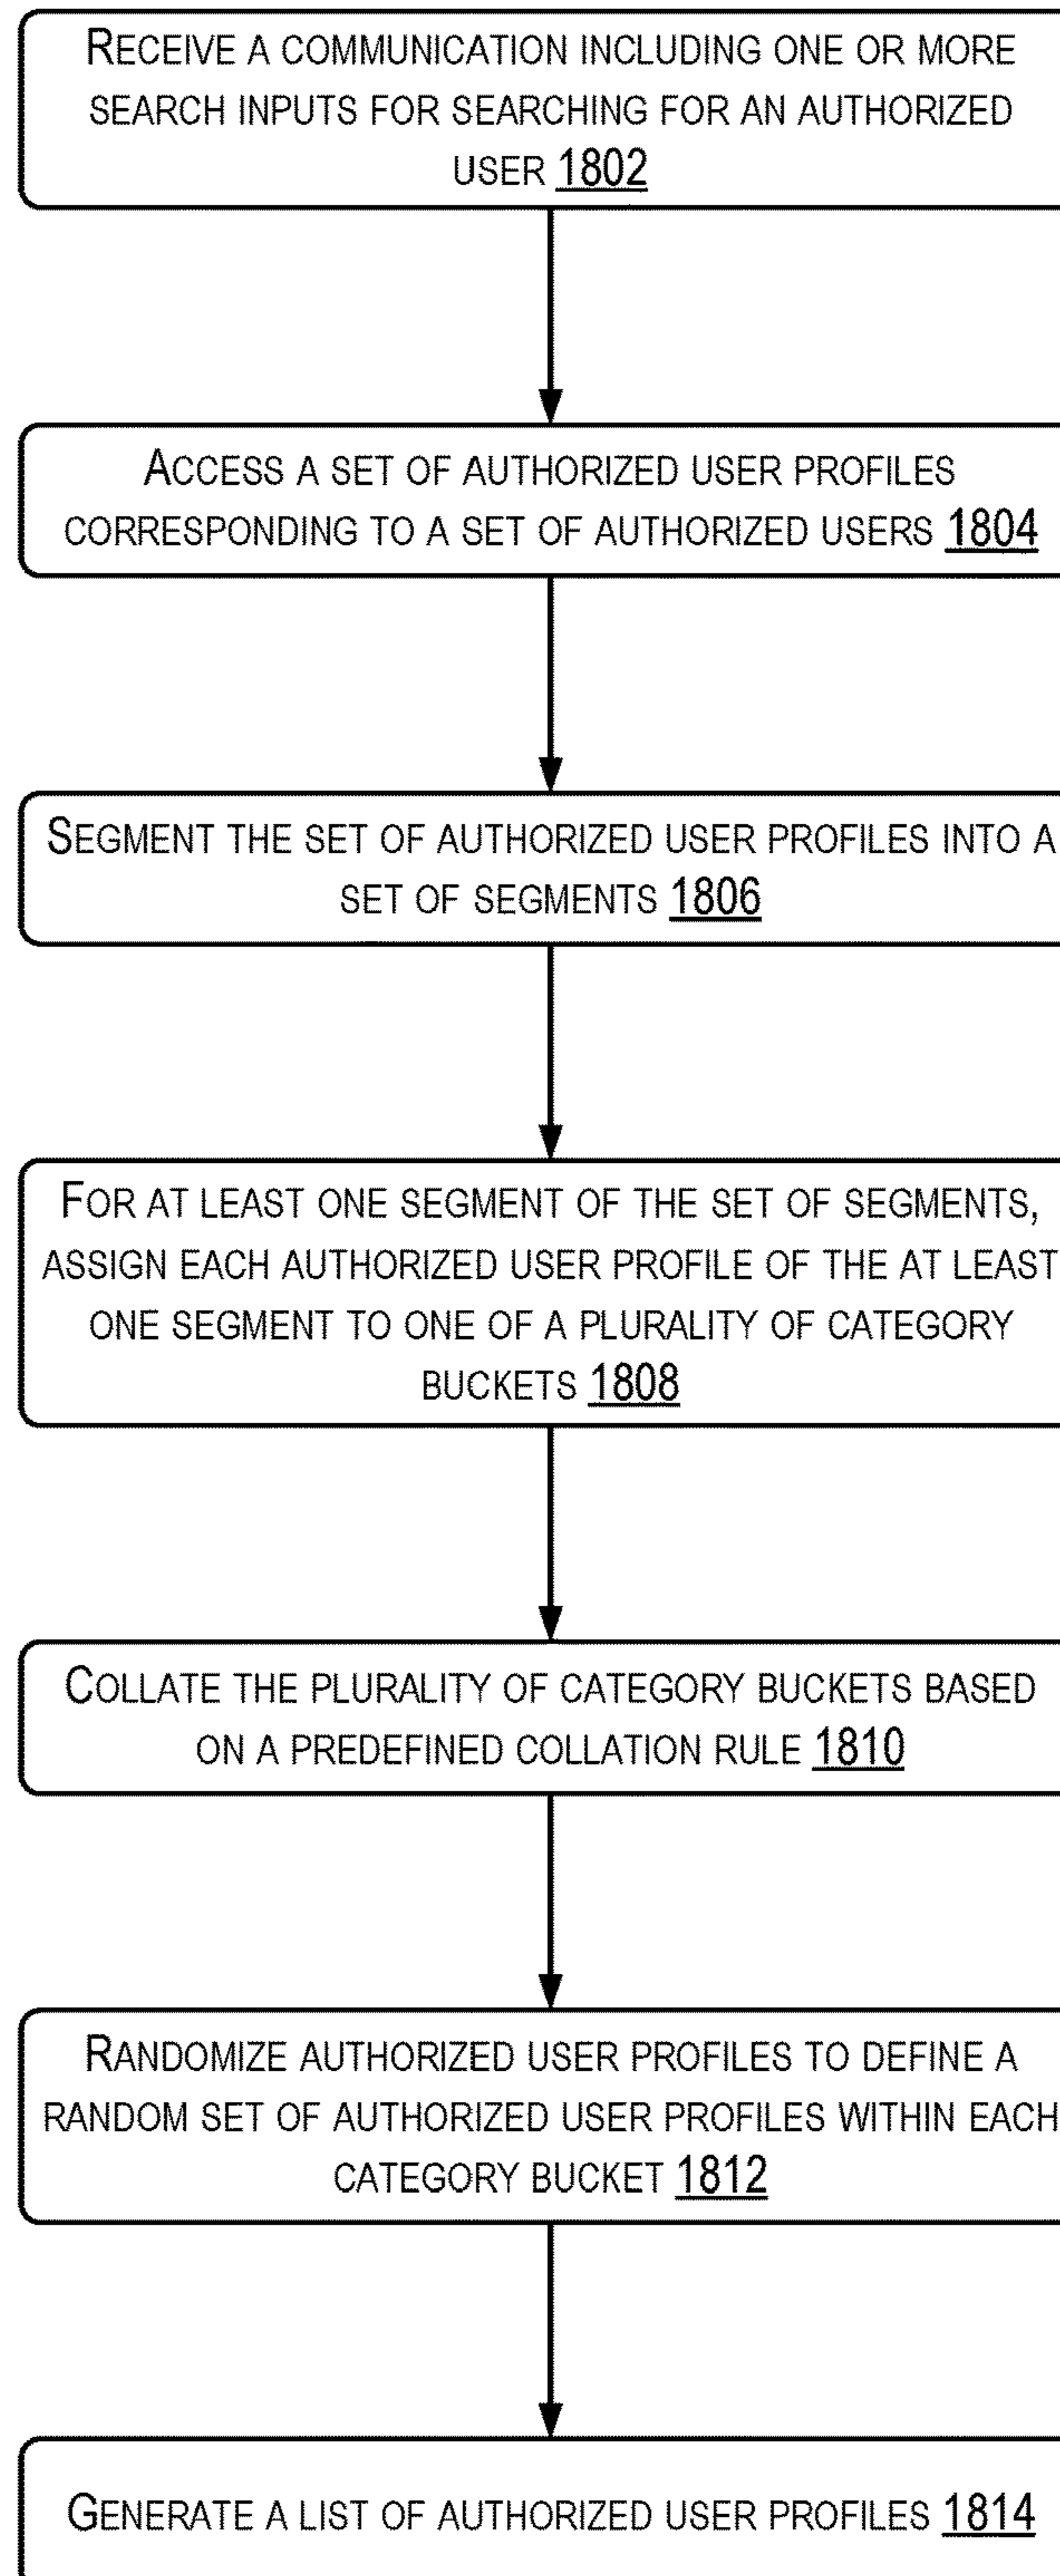 RECEIVE A COMMUNICATION INCLUDING ONE OR MORE
SEARCH INPUTS FOR SEARCHING FOR AN AUTHORIZED
USER 1802
ACCESS A SET OF AUTHORIZED USER PROFILES
CORRESPONDING TO A SET OF AUTHORIZED USERS 1804
SEGMENT THE SET OF AUTHORIZED USER PROFILES INTO A
SET OF SEGMENTS 1806
FOR AT LEAST ONE SEGMENT OF THE SET OF SEGMENTS,
ASSIGN EACH AUTHORIZED USER PROFILE OF THE AT LEAST
ONE SEGMENT TO ONE OF A PLURALITY OF CATEGORY
BUCKETS 1808
COLLATE THE PLURALITY OF CATEGORY BUCKETS BASED
ON A PREDEFINED COLLATION RULE 1810
RANDOMIZE AUTHORIZED USER PROFILES TO DEFINE A
RANDOM SET OF AUTHORIZED USER PROFILES WITHIN EACH
CATEGORY BUCKET 1812
GENERATE A LIST OF AUTHORIZED USER PROFILES 1814